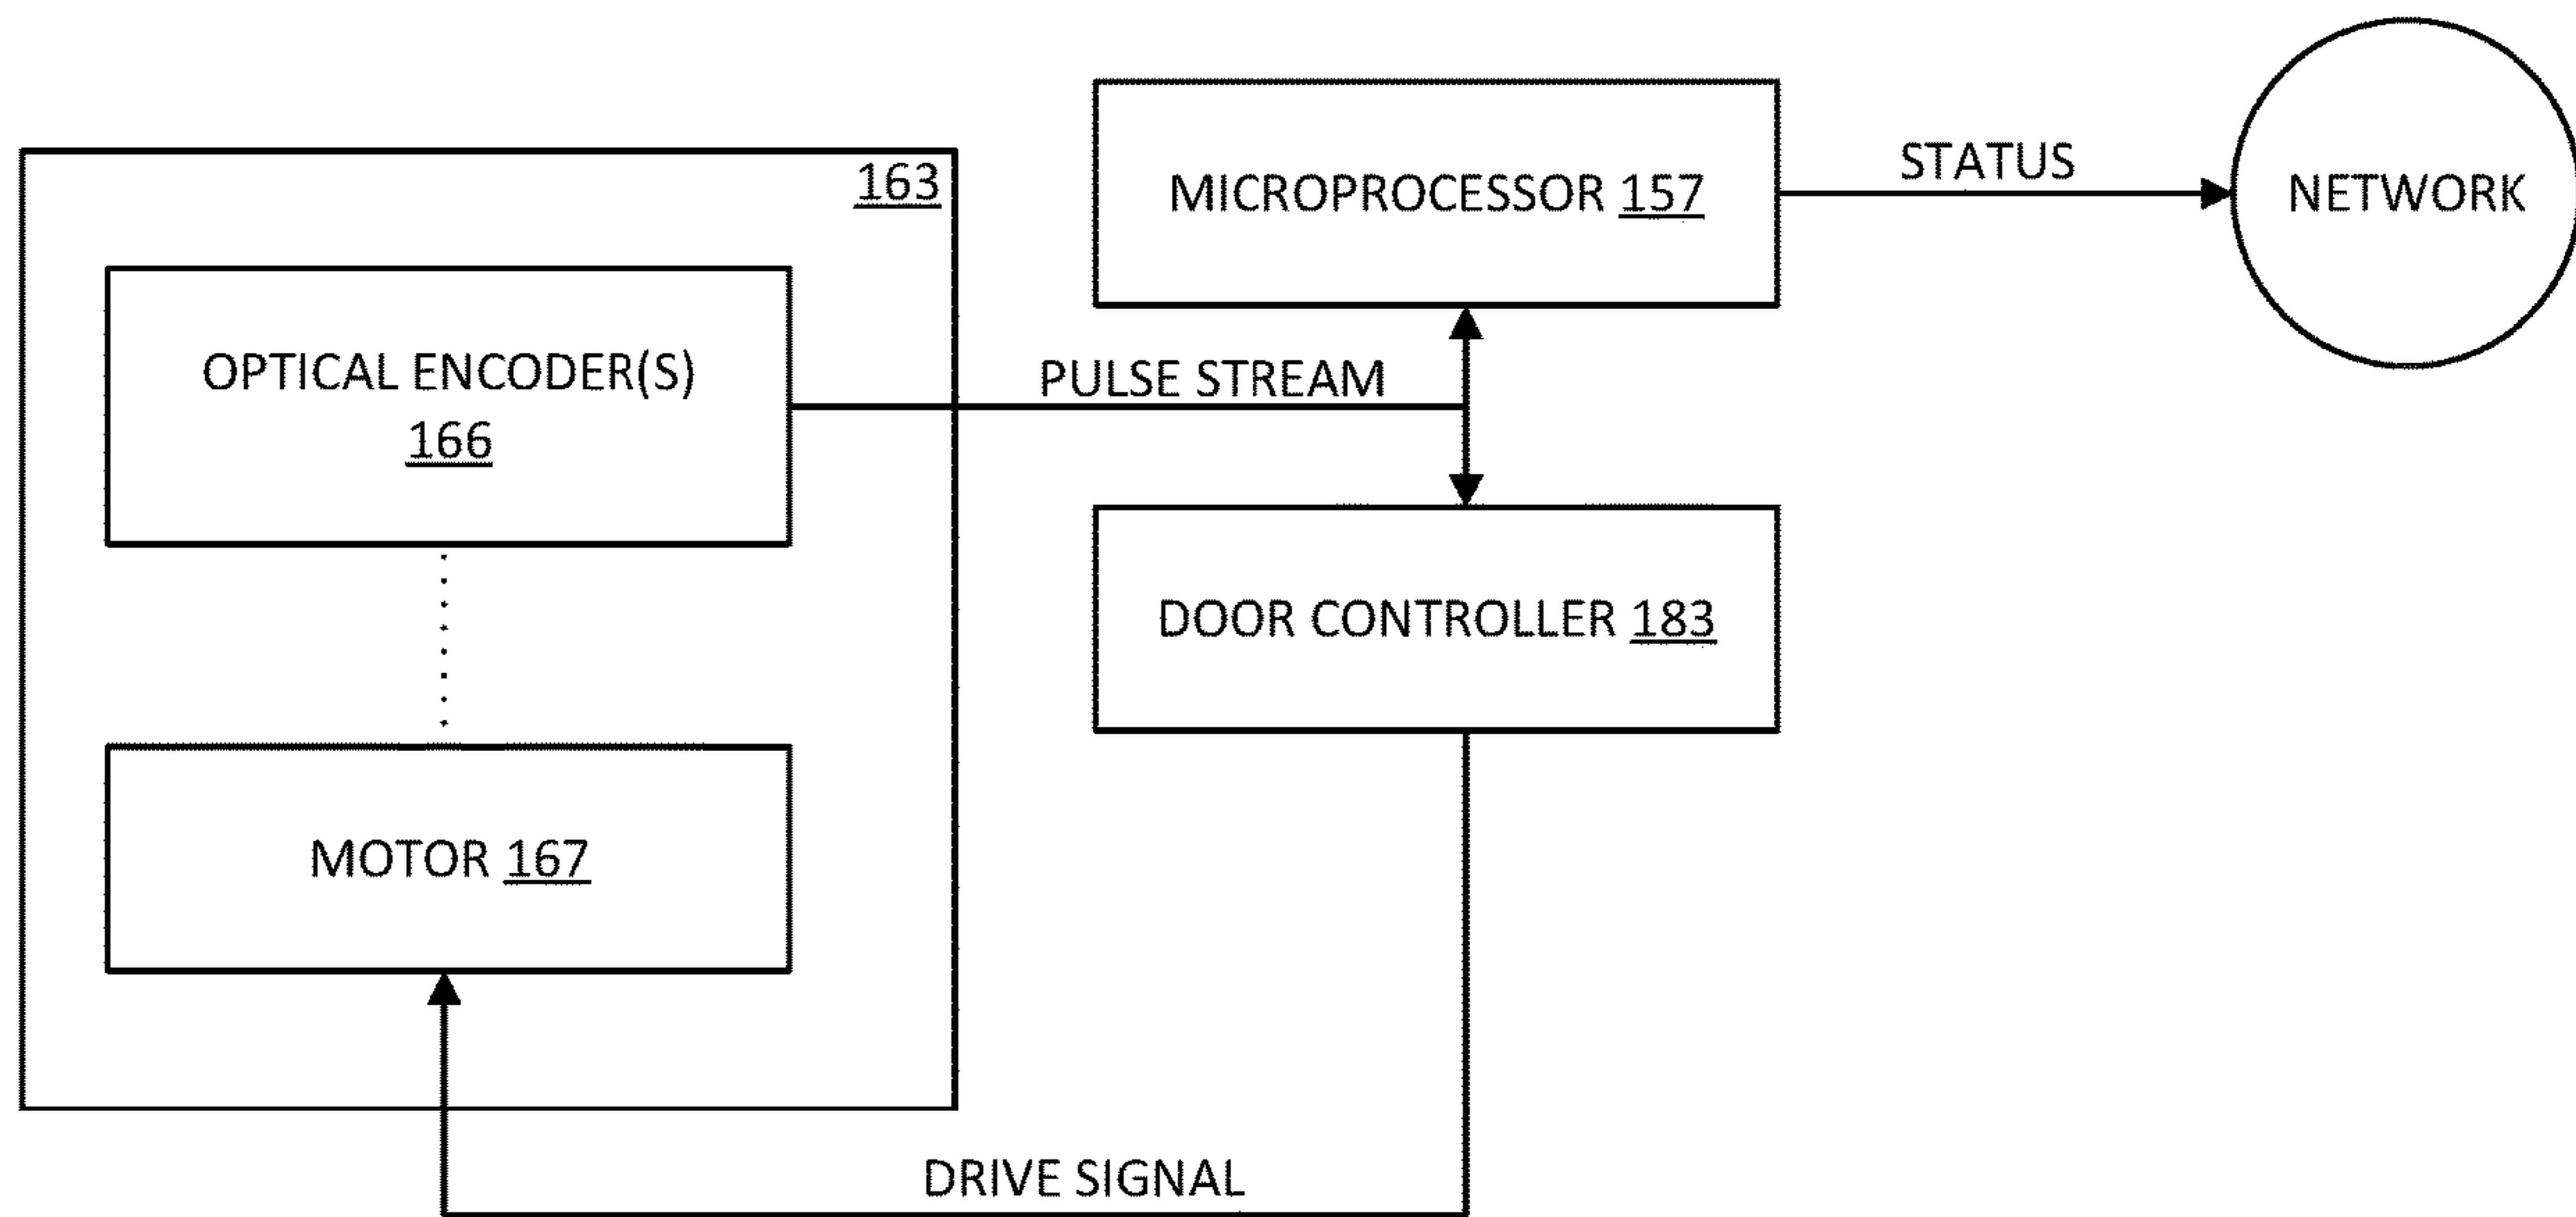 163
OPTICAL ENCODER(S)
166
MOTOR 167
PULSE STREAM
MICROPROCESSOR 157
STATUS
NETWORK
DOOR CONTROLLER 183
DRIVE SIGNAL